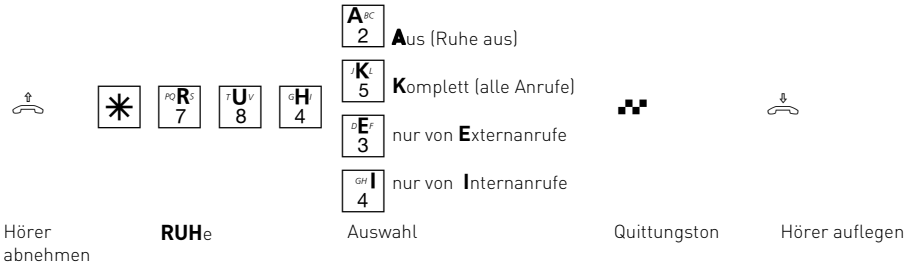 ABC
2
Aus (Ruhe aus)
JKL
5
Komplett (alle Anrufe)
* PQRS TUV GHI
7 8 4
DEF
3
nur von Externanrufe
GHI
4
nur von Internanrufe
Hörer abnehmen
RUHe
Auswahl
Quittungston
Hörer auflegen